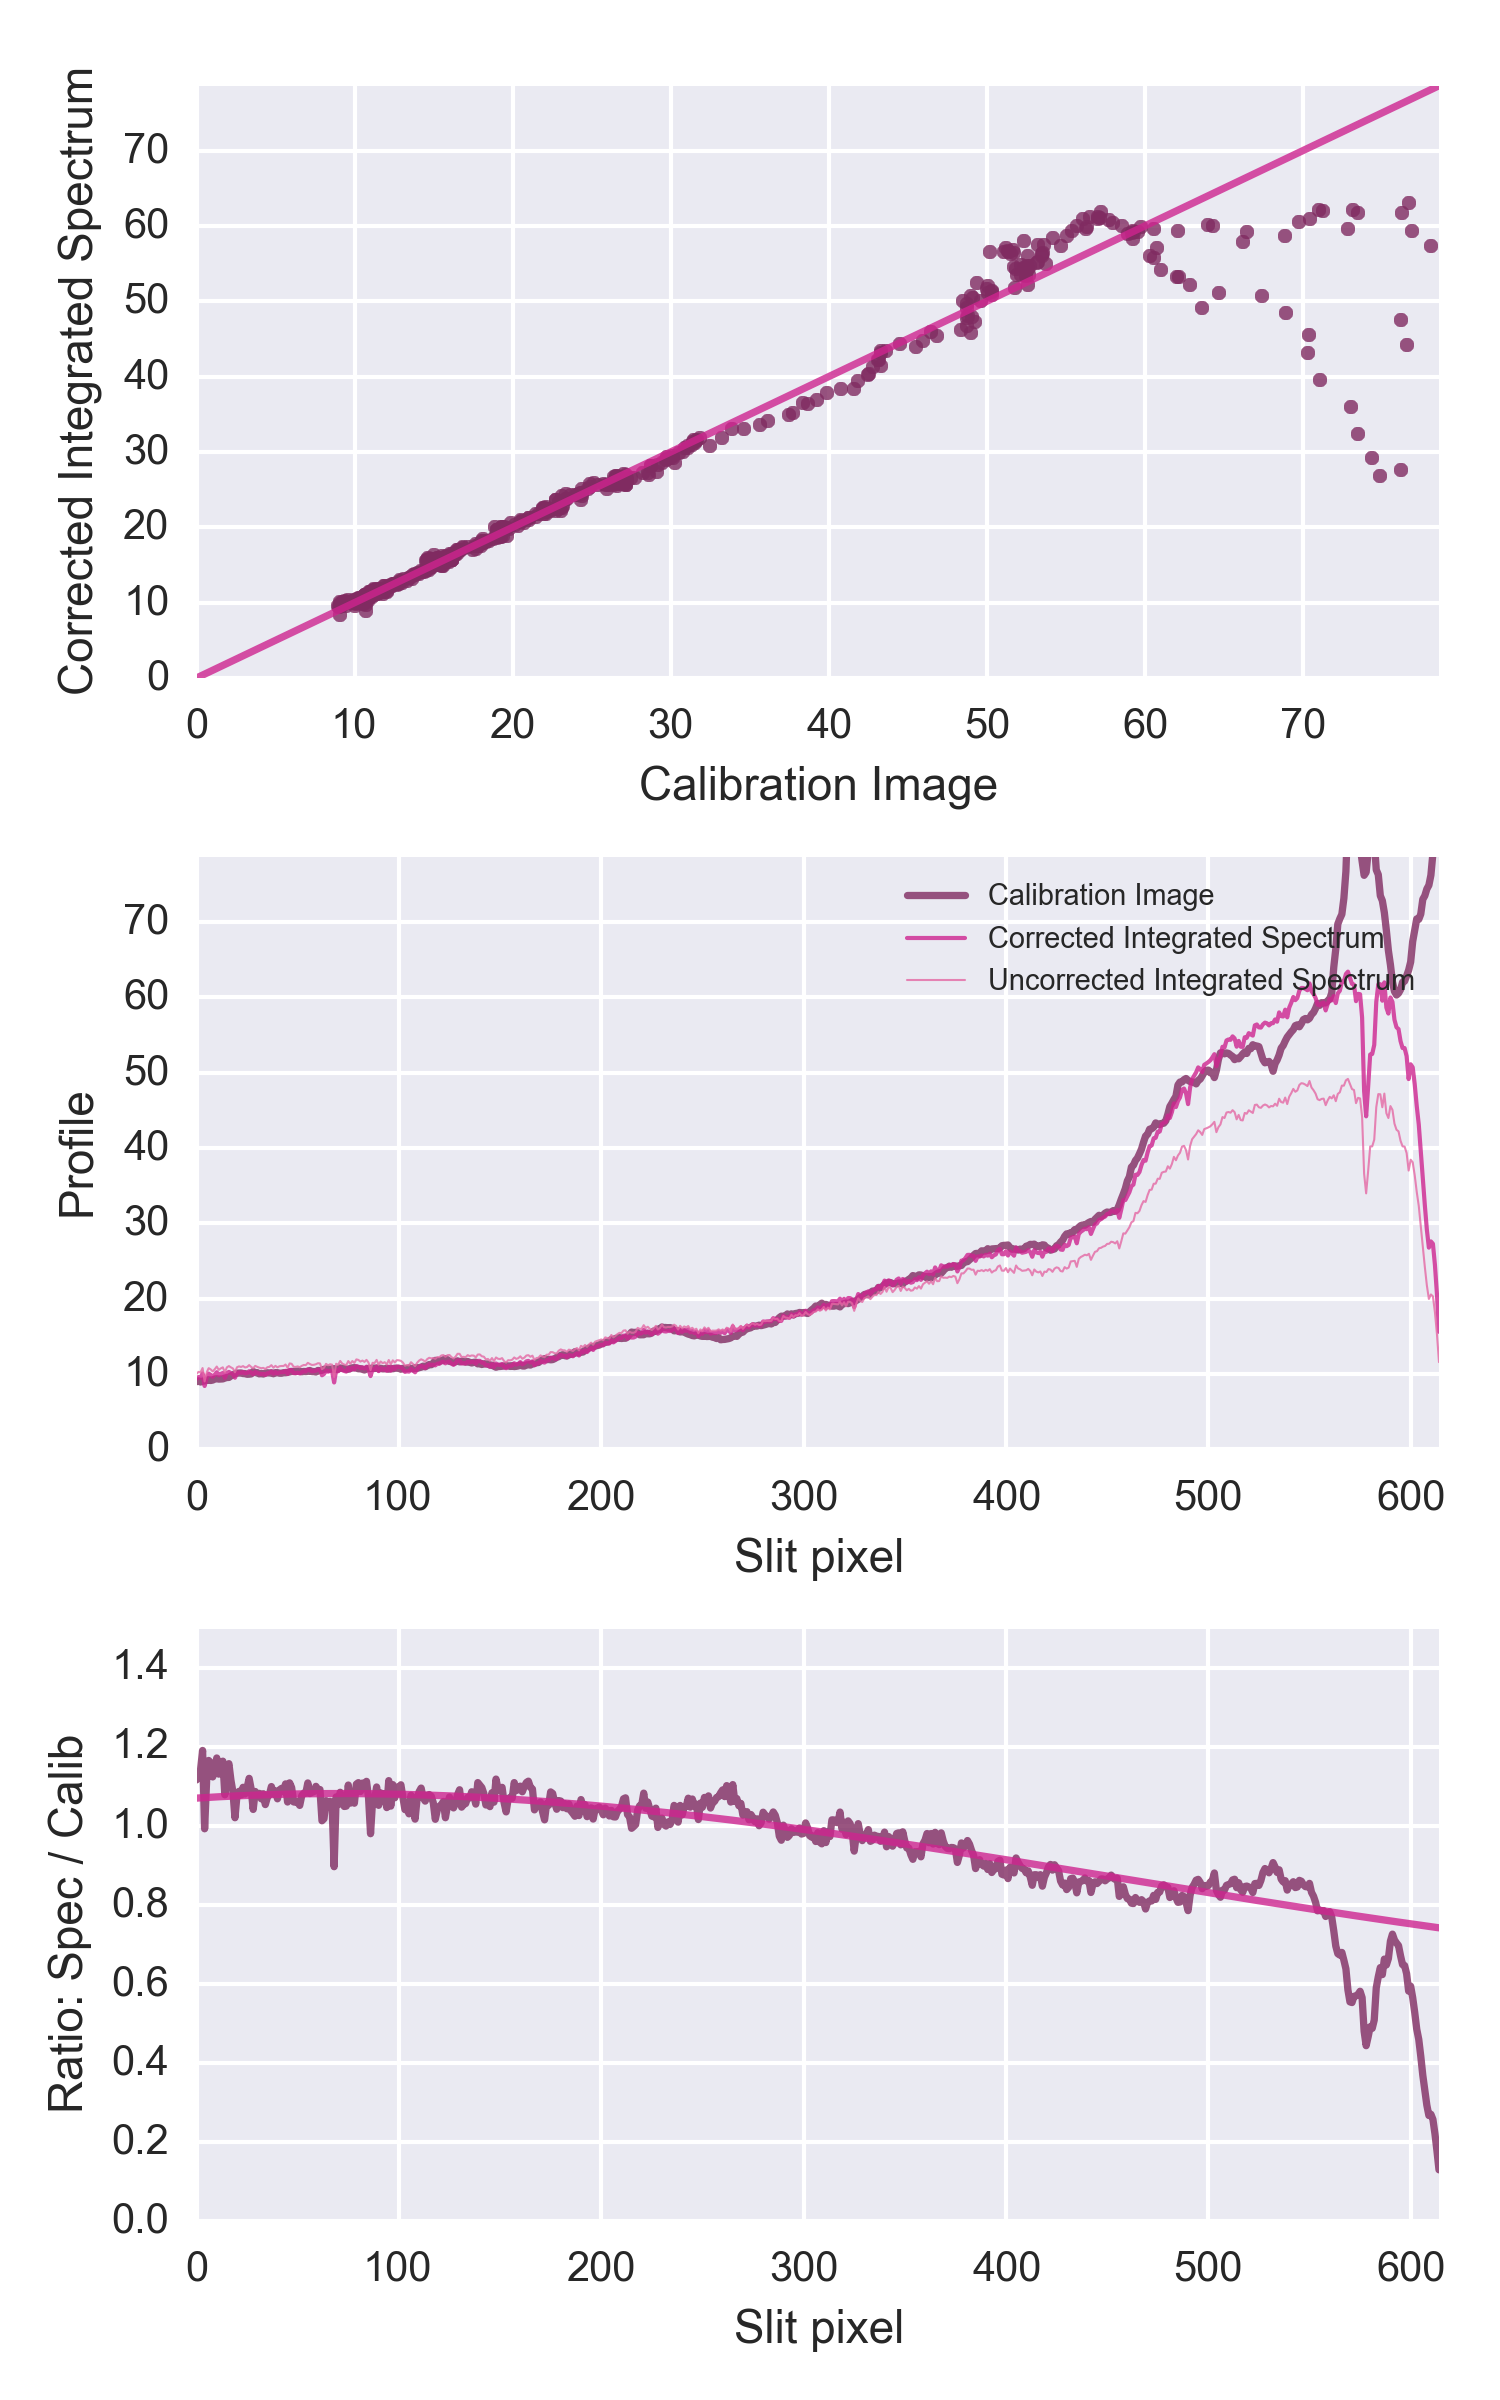 Corrected Integrated Spectrum
70
60
50
40
30
20
10
0
0 10 20 30 40 50 60 70
Calibration Image
Profile
70
60
50
40
30
20
10
0
Calibration Image
Corrected Integrated Spectrum
Uncorrected Integrated Spectrum
0 100 200 300 400 500 600
Slit pixel
Ratio: Spec / Calib
1.4
1.2
1.0
0.8
0.6
0.4
0.2
0.0
0 100 200 300 400 500 600
Slit pixel